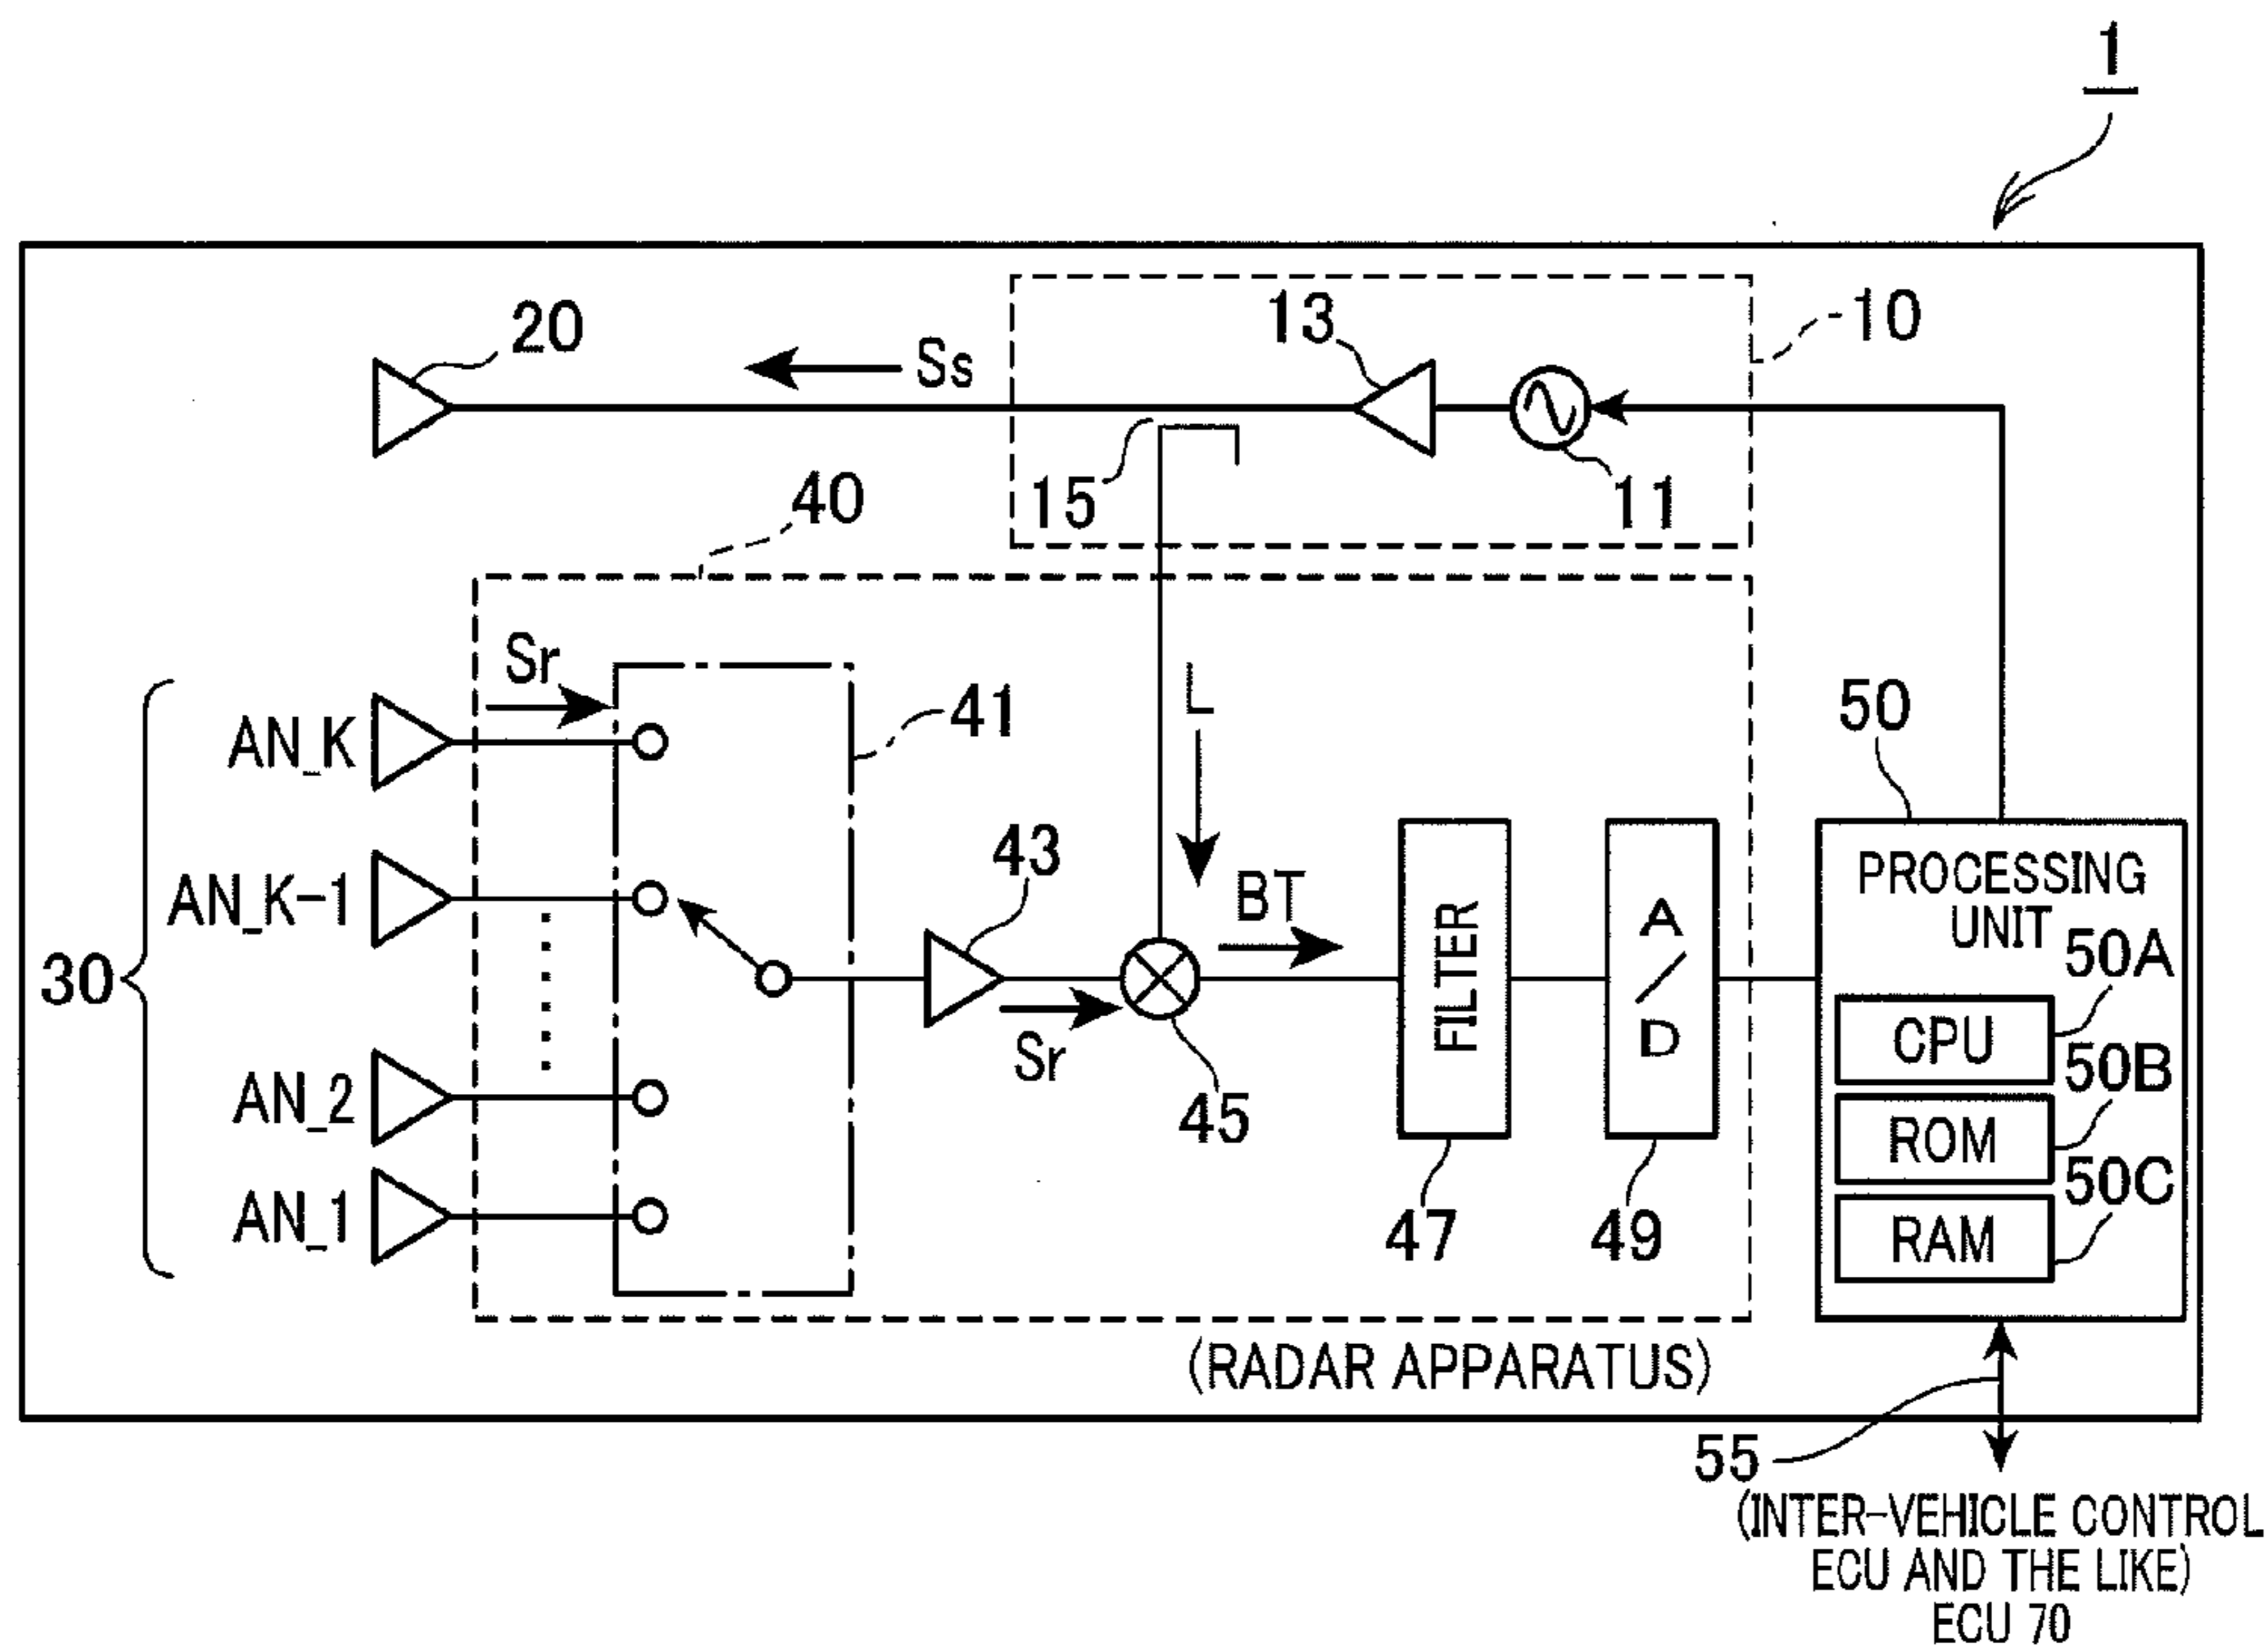 1
20
Ss
13
10
15
11
40
Sr
41
L
50
AN_K
AN_K-1
30
AN_2
AN_1
43
Sr
45
BT
FILTER
47
A/D
49
PROCESSING
UNIT
50A
CPU
50B
ROM
50C
RAM
(RADAR APPARATUS)
55
(INTER-VEHICLE CONTROL
ECU AND THE LIKE)
ECU 70